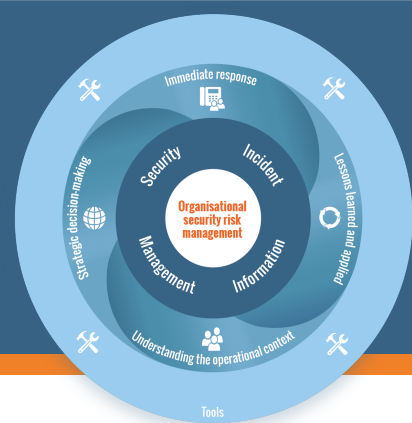 Immediate response
Security
Incident
Strategic decision-making
Organisational
security risk
management
Lessons learned and applied
Management
Information
Understanding the operational context
Tools